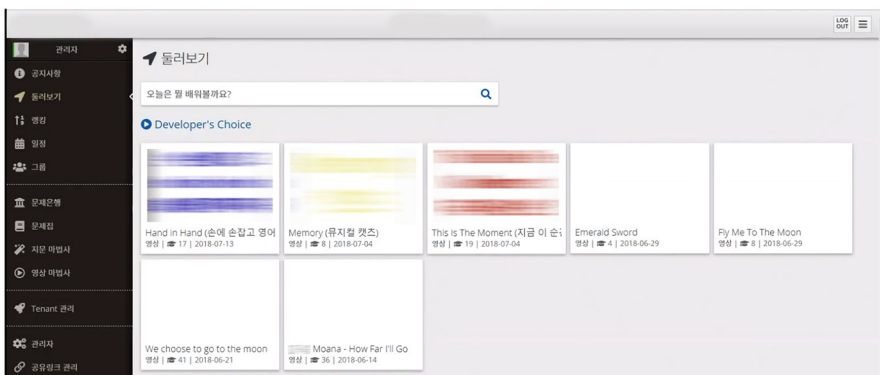 LOG
OUT
관리자
공지사항
둘러보기
랭킹
일정
그룹
문제은행
문제집
지문 마법사
영상 마법사
Tenant 관리
관리자
공유링크 관리
둘러보기
오늘은 뭘 배워볼까요?
Developer's Choice
Hand in Hand (손에 손잡고 영어
영상 | 17 | 2018-07-13
Memory (뮤지컬 캣츠)
영상 | 8 | 2018-07-04
This Is The Moment (지금 이 순간
영상 | 19 | 2018-07-04
Emerald Sword
영상 | 4 | 2018-06-29
Fly Me To The Moon
영상 | 8 | 2018-06-29
We choose to go to the moon
영상 | 41 | 2018-06-21
Moana - How Far I'll Go
영상 | 36 | 2018-06-14